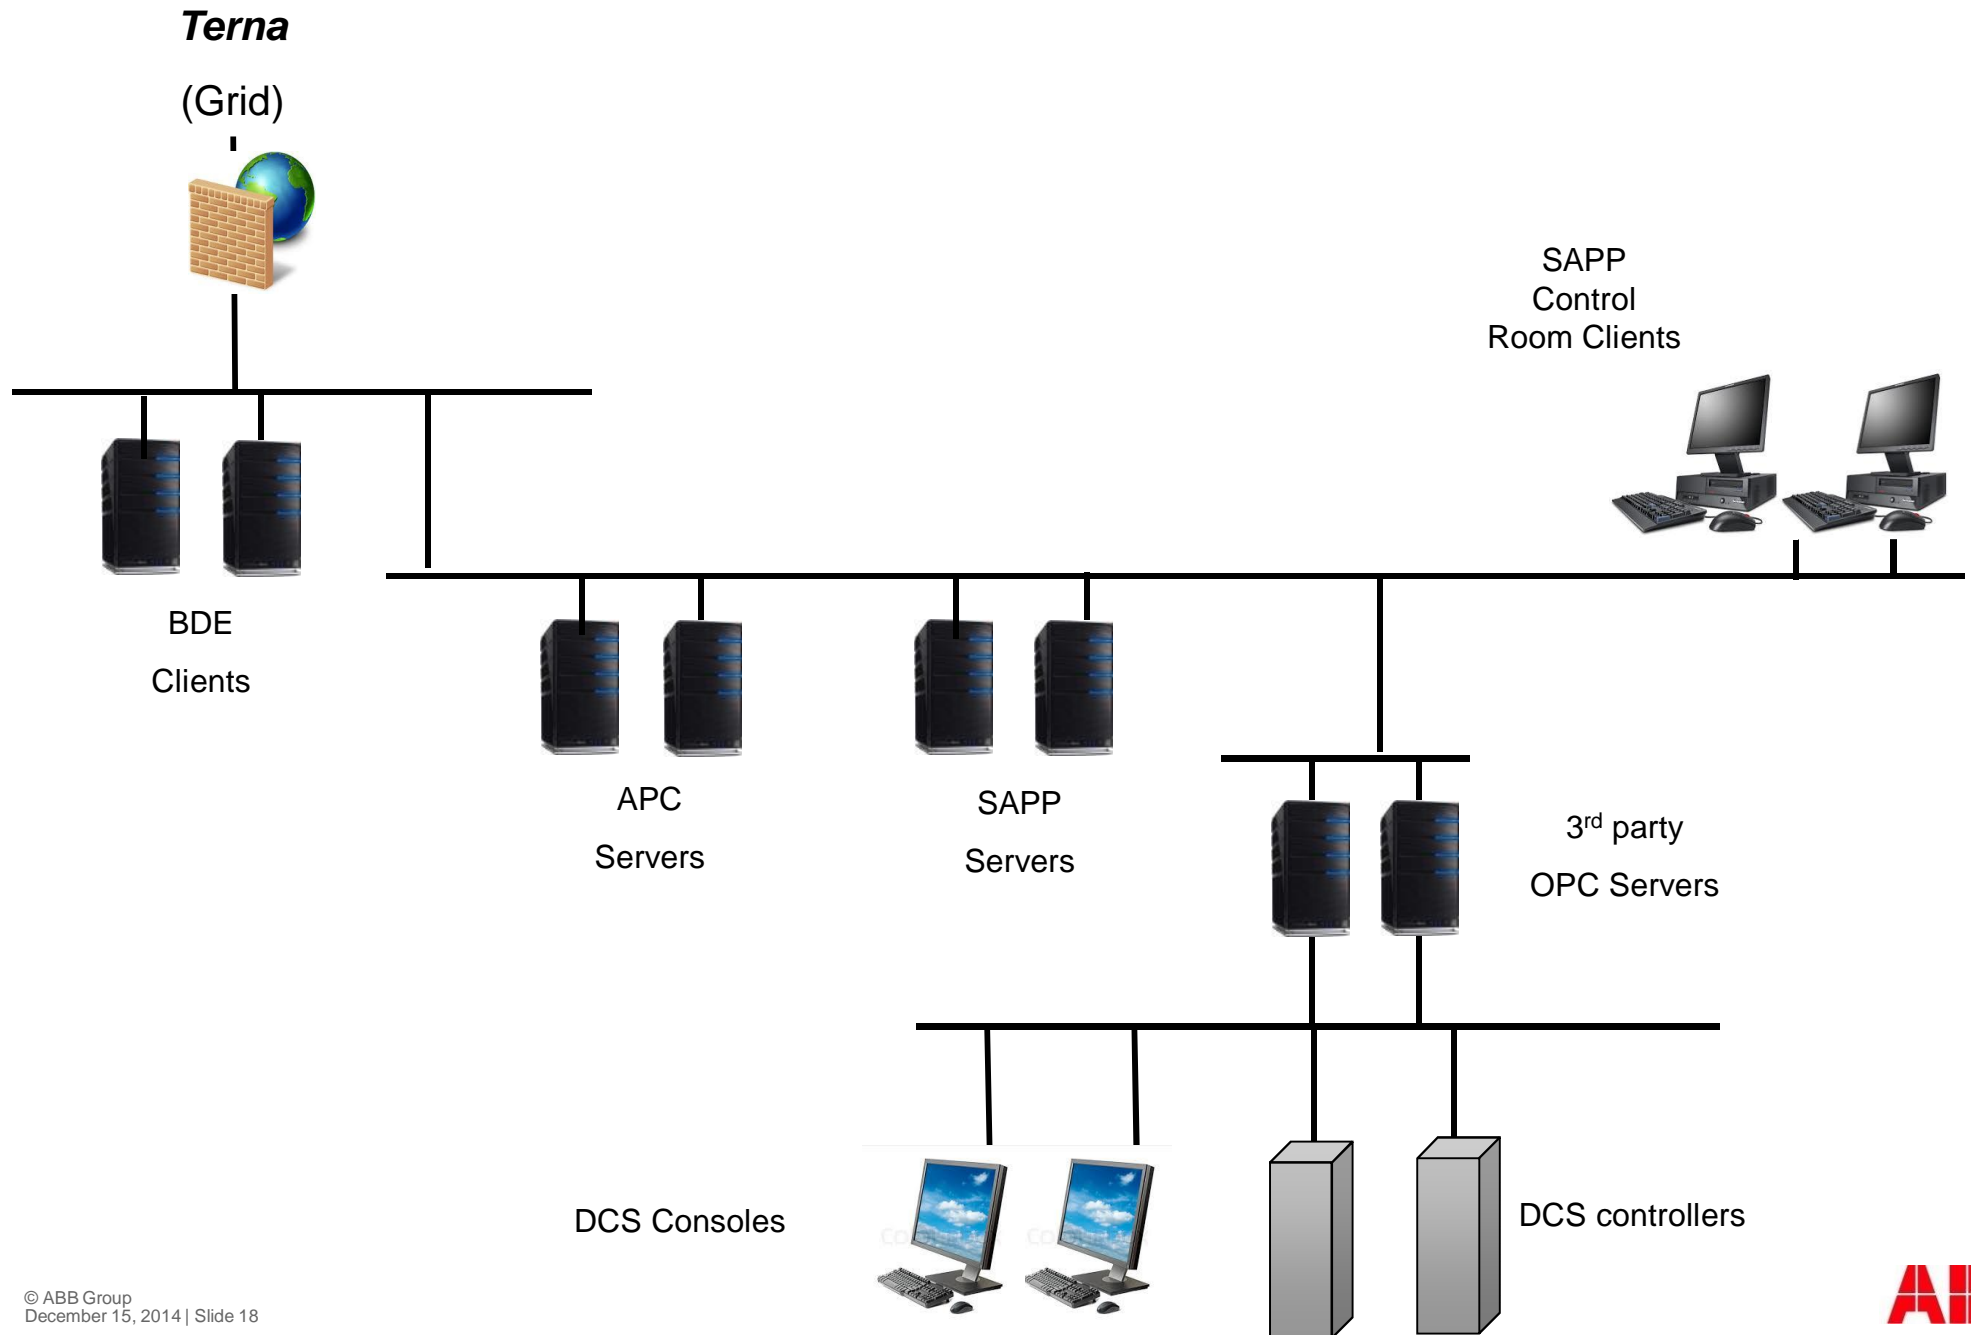 Terna
(Grid)
SAPP
Control
Room Clients
BDE
Clients
APC
Servers
SAPP
Servers
3rd party
OPC Servers
DCS Consoles
DCS controllers
© ABB Group
December 15, 2014 | Slide 18